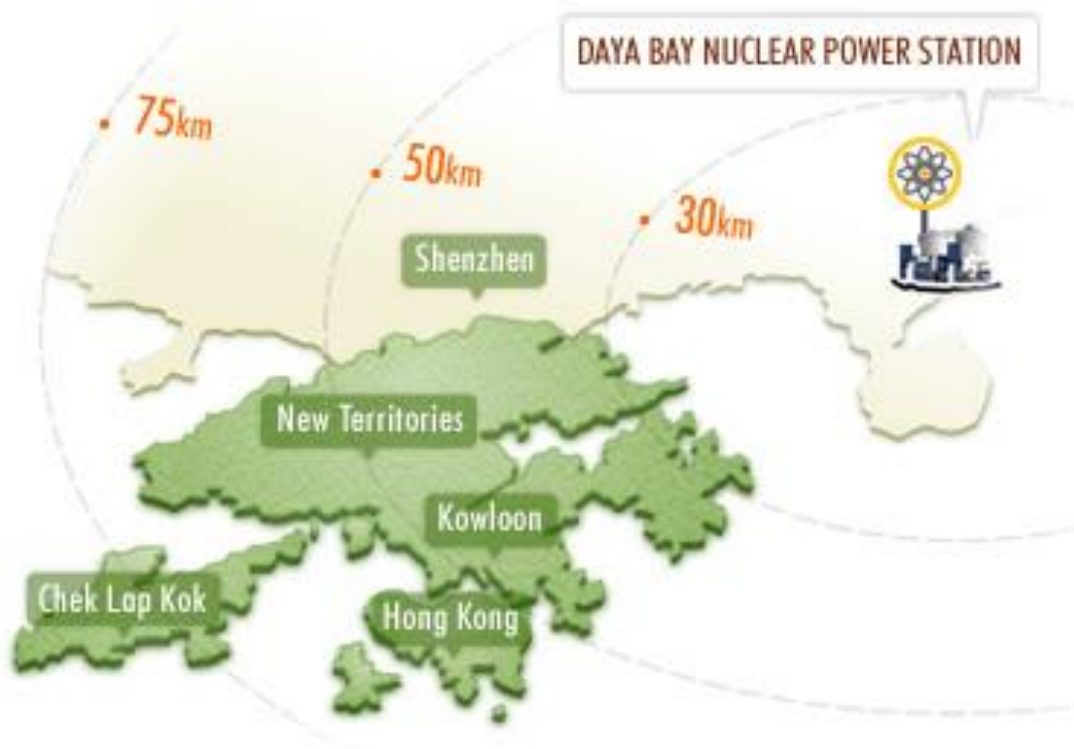 DAYA BAY NUCLEAR POWER STATION
75km
50km
30km
Shenzhen
New Territories
Kowloon
Chek Lap Kok
Hong Kong